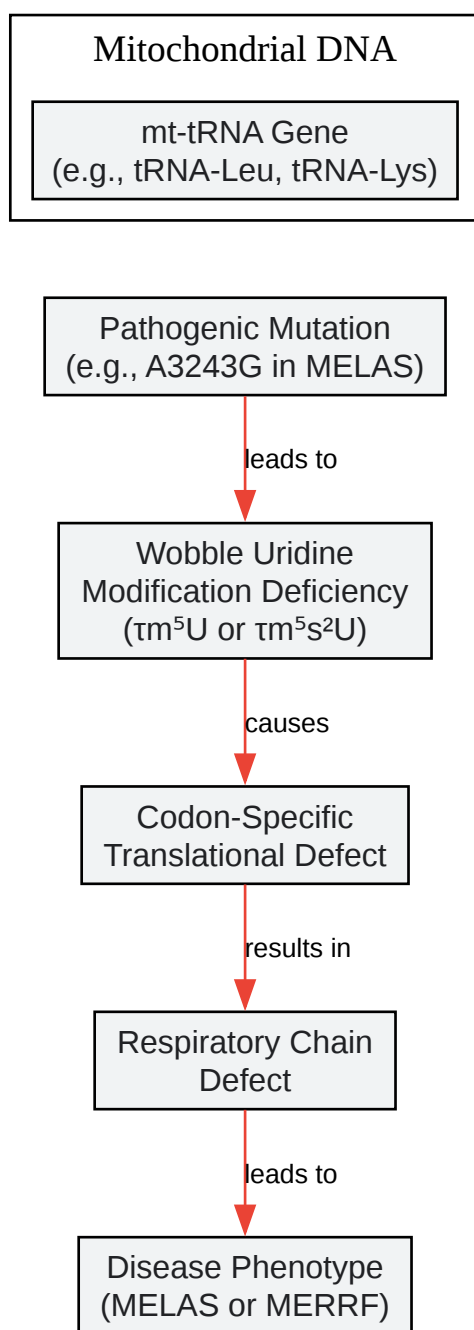 Mitochondrial DNA
mt-tRNA Gene
(e.g., tRNA-Leu, tRNA-Lys)
Pathogenic Mutation
(e.g., A3243G in MELAS)
leads to
Wobble Uridine
Modification Deficiency
(τm⁵U or τm⁵s²U)
causes
Codon-Specific
Translational Defect
results in
Respiratory Chain
Defect
leads to
Disease Phenotype
(MELAS or MERRF)